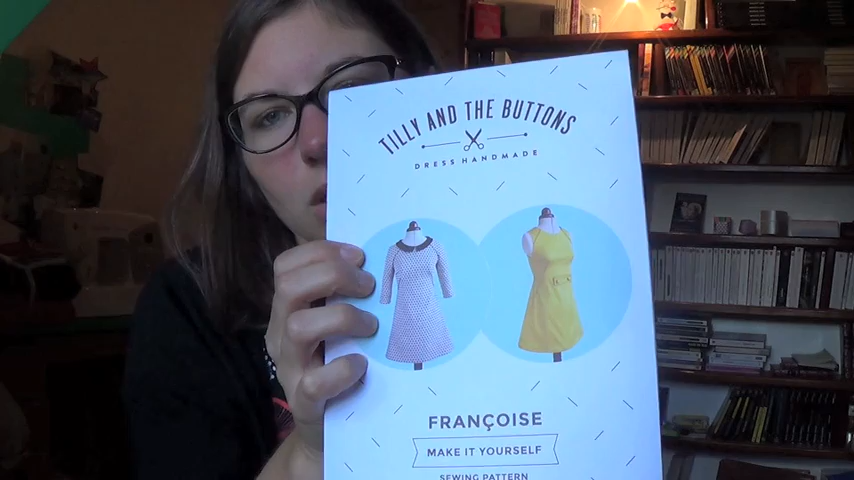 TILLY AND THE BUTTONS
DRESS HANDMADE
FRANÇOISE
MAKE IT YOURSELF
SEWING PATTERN